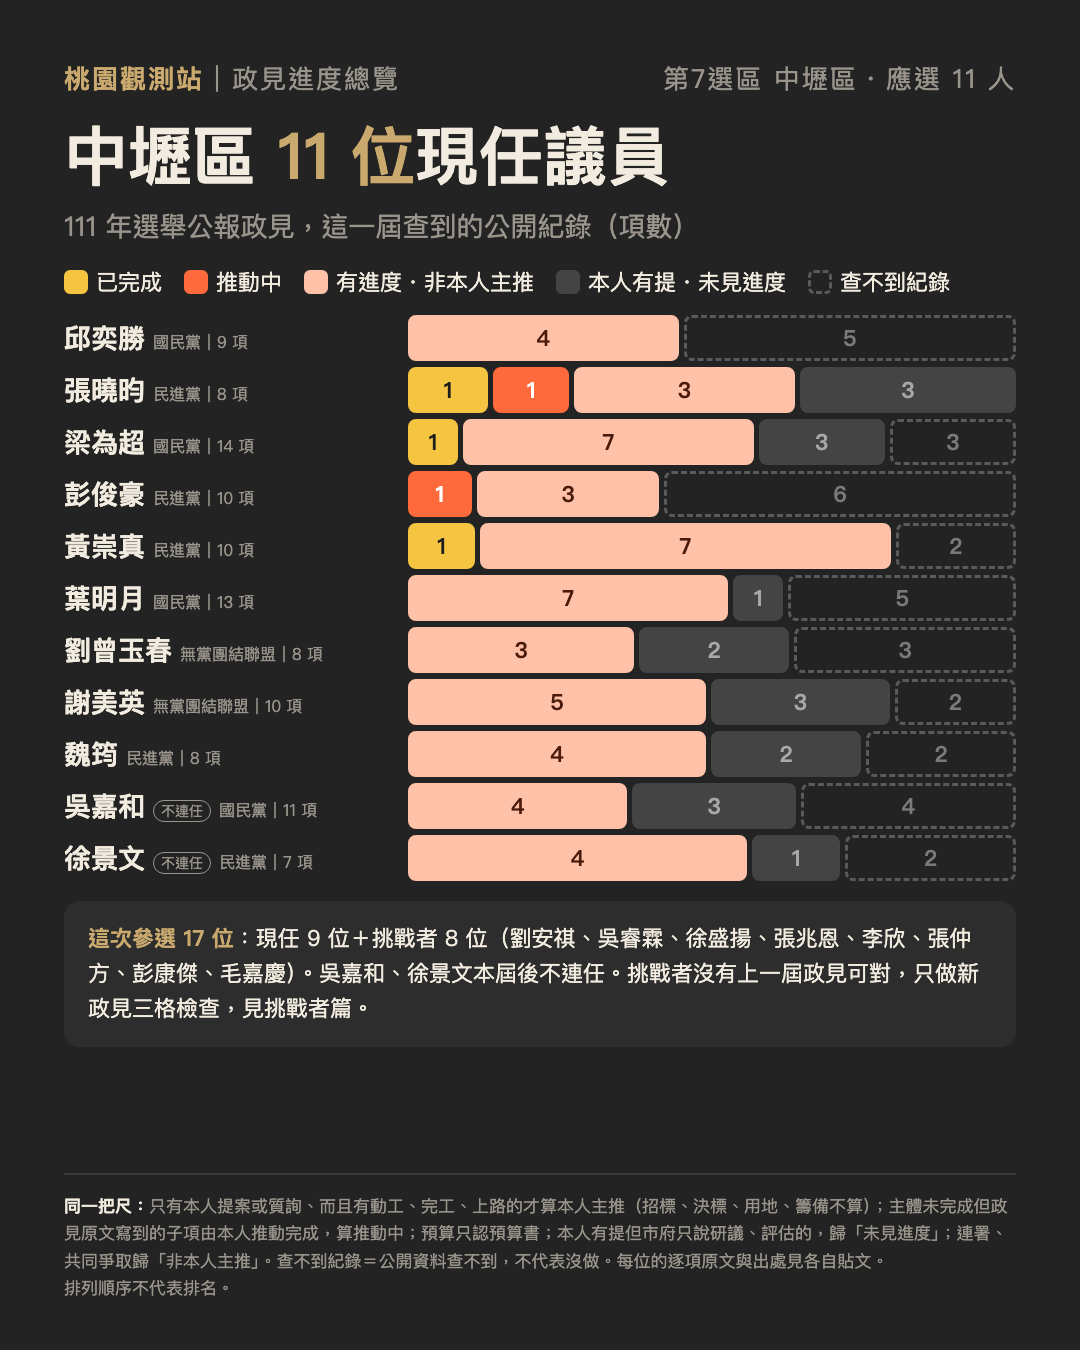 桃園觀測站｜政見進度總覽
第7選區 中壢區・應選 11 人
中壢區 11 位現任議員
111 年選舉公報政見，這一屆查到的公開紀錄（項數）
已完成 推動中 有進度・非本人主推 本人有提・未見進度 查不到紀錄
邱奕勝 國民黨｜9 項 4 5
張曉昀 民進黨｜8 項 1 1 3 3
梁為超 國民黨｜14 項 1 7 3 3
彭俊豪 民進黨｜10 項 1 3 6
黃崇真 民進黨｜10 項 1 7 2
葉明月 國民黨｜13 項 7 1 5
劉曾玉春 無黨團結聯盟｜8 項 3 2 3
謝美英 無黨團結聯盟｜10 項 5 3 2
魏筠 民進黨｜8 項 4 2 2
吳嘉和 不連任 國民黨｜11 項 4 3 4
徐景文 不連任 民進黨｜7 項 4 1 2
這次參選 17 位：現任 9 位＋挑戰者 8 位（劉安祺、吳睿霖、徐盛揚、張兆恩、李欣、張仲
方、彭康傑、毛嘉慶）。吳嘉和、徐景文本屆後不連任。挑戰者沒有上一屆政見可對，只做新
政見三格檢查，見挑戰者篇。
同一把尺：只有本人提案或質詢、而且有動工、完工、上路的才算本人主推（招標、決標、用地、籌備不算）；主體未完成但政
見原文寫到的子項由本人推動完成，算推動中；預算只認預算書；本人有提但市府只說研議、評估的，歸「未見進度」；連署、
共同爭取歸「非本人主推」。查不到紀錄＝公開資料查不到，不代表沒做。每位的逐項原文與出處見各自貼文。
排列順序不代表排名。